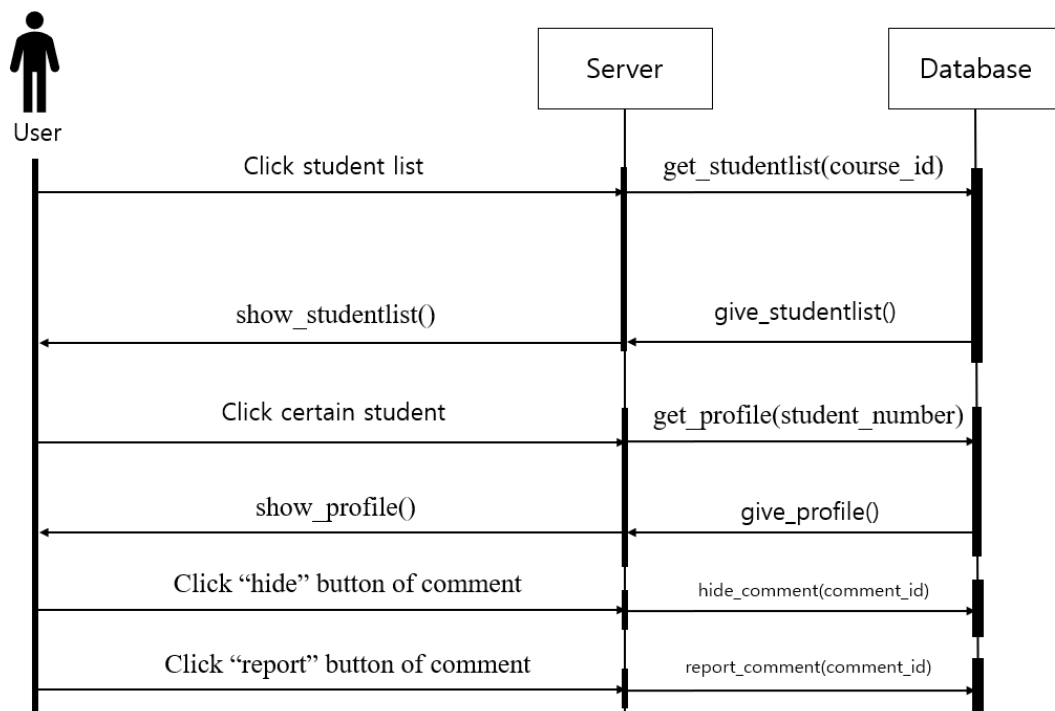 User
Server
Database
Click student list
get_studentlist(course_id)
show_studentlist()
give_studentlist()
Click certain student
get_profile(student_number)
show_profile()
give_profile()
Click “hide” button of comment
hide_comment(comment_id)
Click “report” button of comment
report_comment(comment_id)